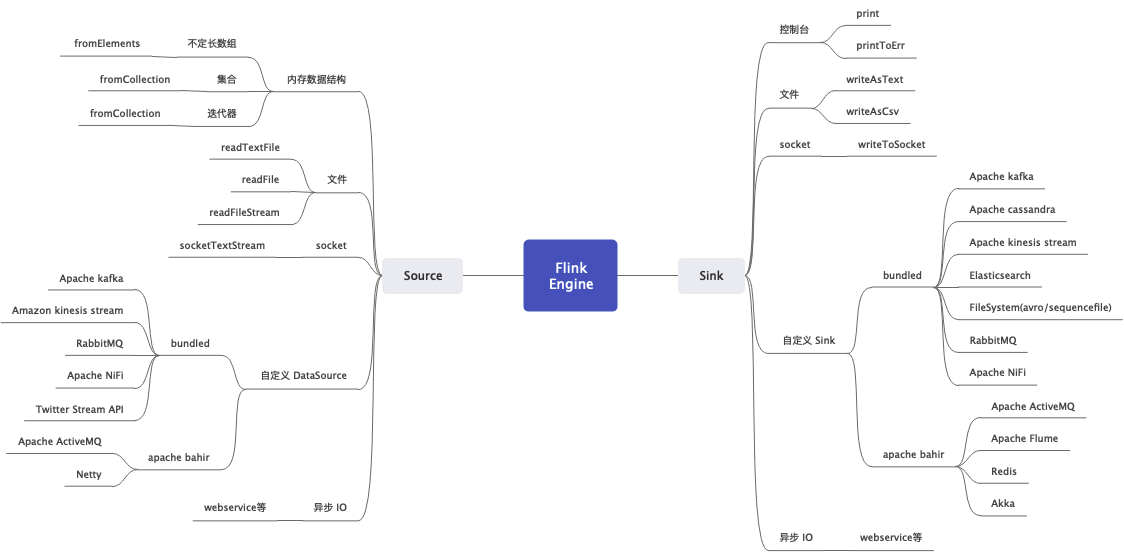 Flink
Engine
Source
内存数据结构
不定长数组
fromElements
集合
fromCollection
迭代器
fromCollection
文件
readTextFile
readFile
readFileStream
socket
socketTextStream
自定义 DataSource
bundled
Apache kafka
Amazon kinesis stream
RabbitMQ
Apache NiFi
Twitter Stream API
apache bahir
Apache ActiveMQ
Netty
异步 IO
webservice等
Sink
控制台
print
printToErr
文件
writeAsText
writeAsCsv
socket
writeToSocket
自定义 Sink
bundled
Apache kafka
Apache cassandra
Apache kinesis stream
Elasticsearch
FileSystem(avro/sequencefile)
RabbitMQ
Apache NiFi
apache bahir
Apache ActiveMQ
Apache Flume
Redis
Akka
异步 IO
webservice等